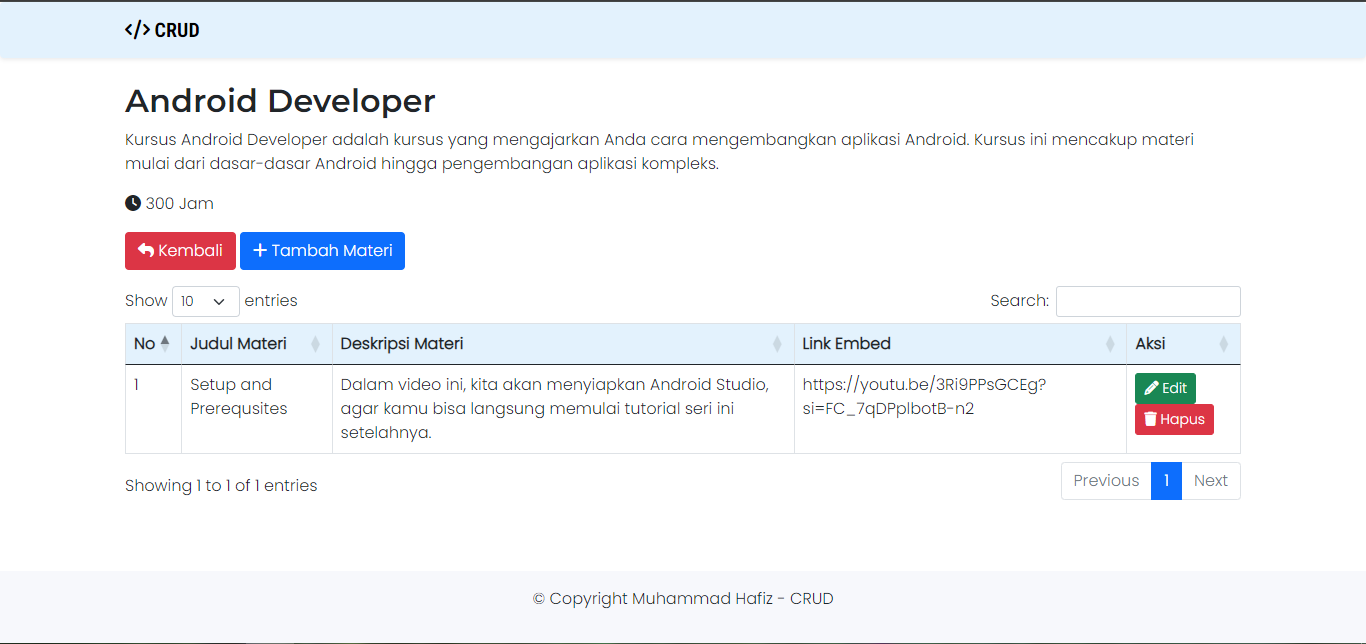 </> CRUD
Android Developer
Kursus Android Developer adalah kursus yang mengajarkan Anda cara mengembangkan aplikasi Android. Kursus ini mencakup materi
mulai dari dasar-dasar Android hingga pengembangan aplikasi kompleks.
300 Jam
Kembali + Tambah Materi
Show 10 entries Search:
No Judul Materi Deskripsi Materi Link Embed Aksi
1 Setup and Dalam video ini, kita akan menyiapkan Android Studio, https://youtu.be/3Ri9PPsGCEg? Edit
Prerequsites agar kamu bisa langsung memulai tutorial seri ini si=FC_7qDPplbotB-n2 Hapus
setelahnya.
Showing 1 to 1 of 1 entries Previous 1 Next
© Copyright Muhammad Hafiz - CRUD